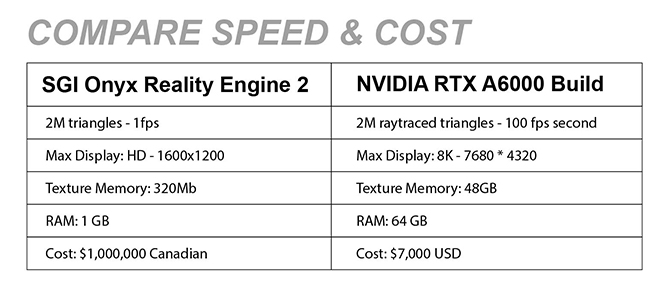 COMPARE SPEED & COST
SGI Onyx Reality Engine 2
NVIDIA RTX A6000 Build
2M triangles - 1fps
2M raytraced triangles - 100 fps second
Max Display: HD - 1600x1200
Max Display: 8K - 7680 * 4320
Texture Memory: 320Mb
Texture Memory: 48GB
RAM: 1 GB
RAM: 64 GB
Cost: $1,000,000 Canadian
Cost: $7,000 USD